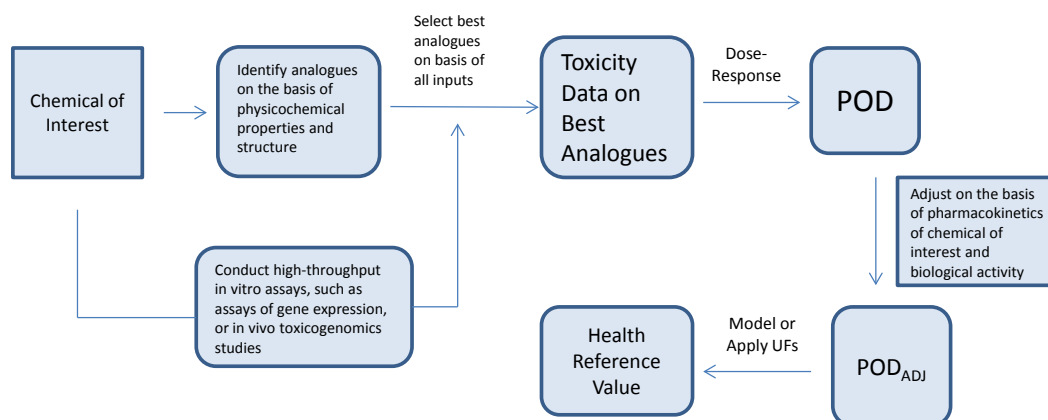 Chemical of
Interest
Identify analogues
on the basis of
physicochemical
properties and
structure
Select best
analogues
on basis of
all inputs
Toxicity
Data on
Best
Analogues
Dose-
Response
POD
Conduct high-throughput
in vitro assays, such as
assays of gene expression,
or in vivo toxicogenomics
studies
Adjust on the basis
of pharmacokinetics
of chemical of
interest and
biological activity
POD_ADJ
Model or
Apply UFs
Health
Reference
Value